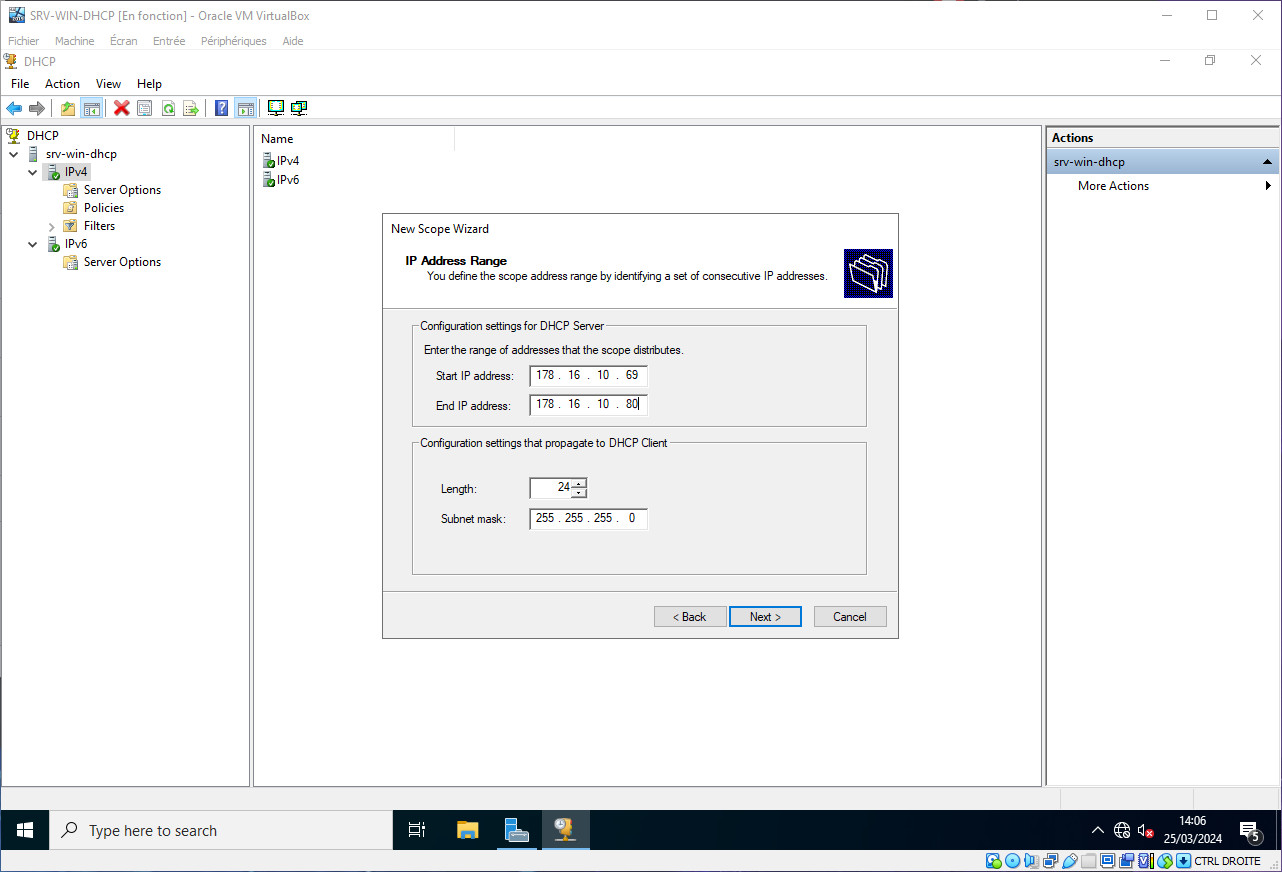 SRV-WIN-DHCP [En fonction] - Oracle VM VirtualBox
Fichier Machine Écran Entrée Périphériques Aide
DHCP
File Action View Help
DHCP
srv-win-dhcp
IPv4
Server Options
Policies
Filters
IPv6
Server Options
Name
IPv4
IPv6
New Scope Wizard
IP Address Range
You define the scope address range by identifying a set of consecutive IP addresses.
Configuration settings for DHCP Server
Enter the range of addresses that the scope distributes.
Start IP address: 178 . 16 . 10 . 69
End IP address: 178 . 16 . 10 . 80
Configuration settings that propagate to DHCP Client
Length: 24
Subnet mask: 255 . 255 . 255 . 0
< Back Next > Cancel
Actions
srv-win-dhcp
More Actions
Type here to search
14:06
25/03/2024
5
CTRL DROITE